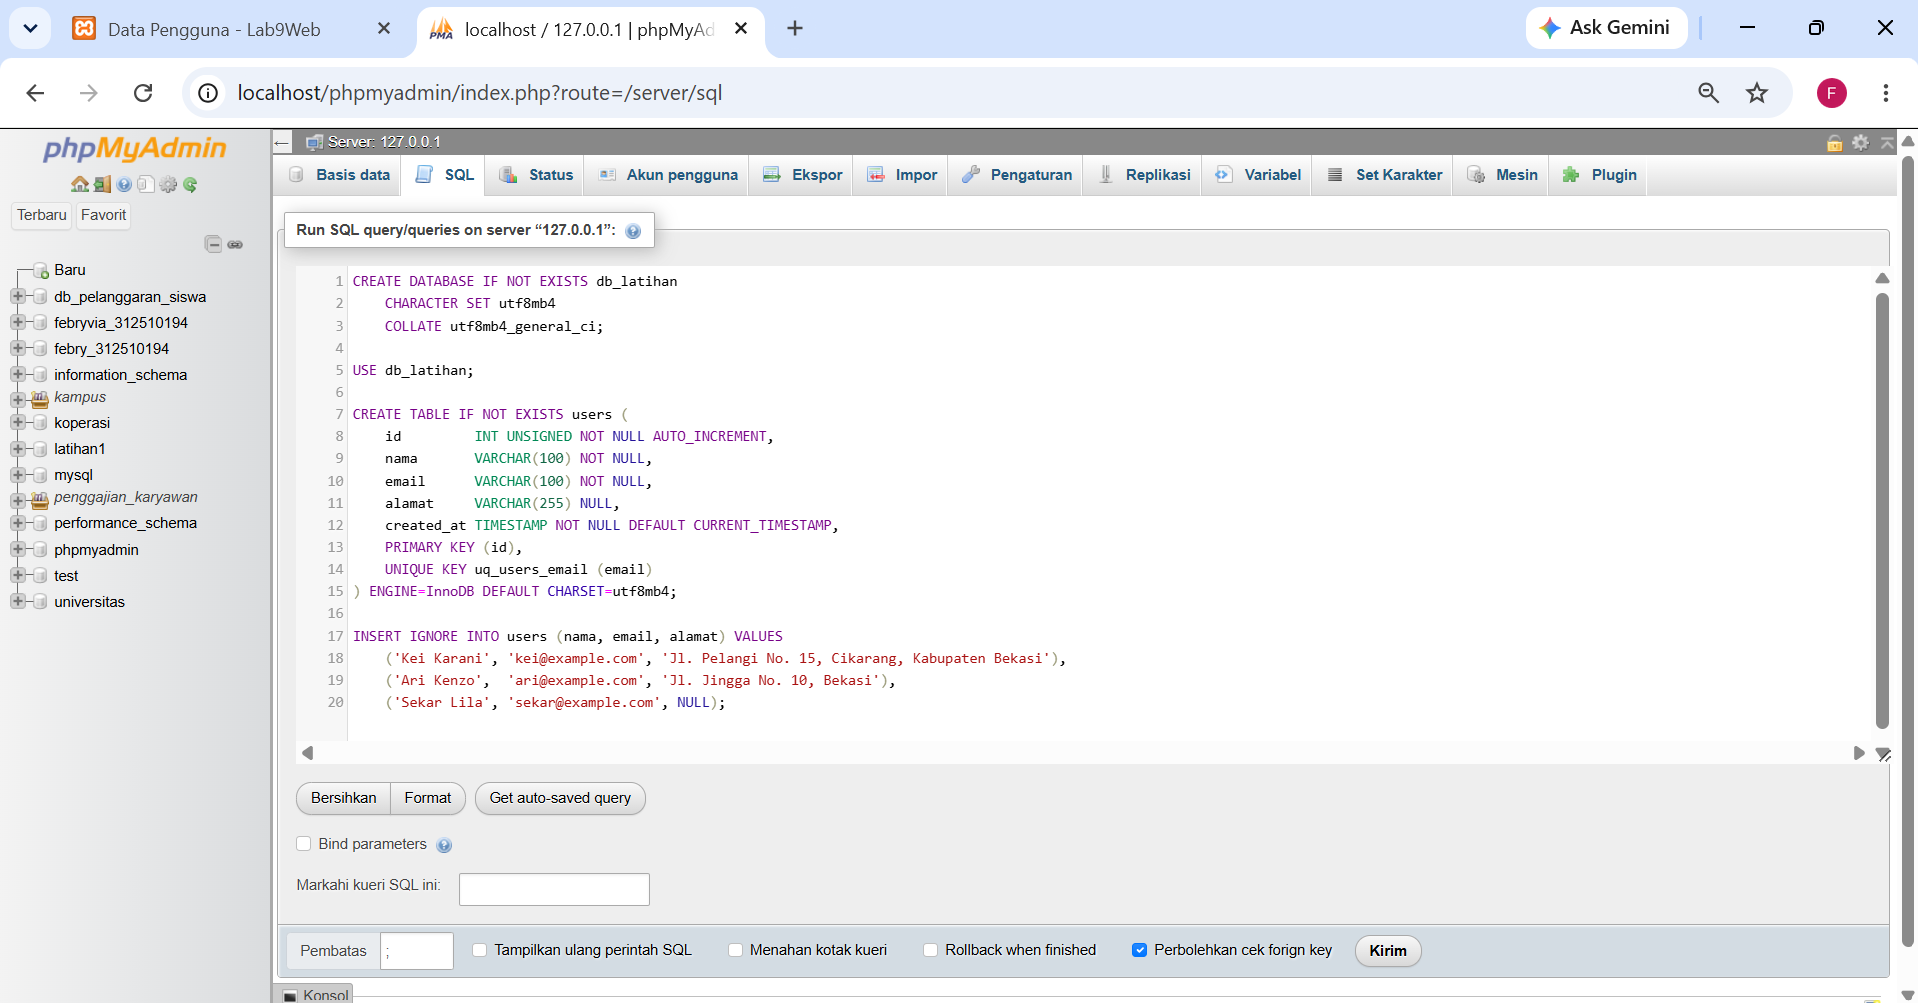 Data Pengguna - Lab9Web
PMA
localhost / 127.0.0.1 | phpMyAd
Ask Gemini
localhost/phpmyadmin/index.php?route=/server/sql
F
phpMyAdmin
Terbaru Favorit
Baru
db_pelanggaran_siswa
febryvia_312510194
febry_312510194
information_schema
kampus
koperasi
latihan1
mysql
penggajian_karyawan
performance_schema
phpmyadmin
test
universitas
Server: 127.0.0.1
Basis data SQL Status Akun pengguna Ekspor Impor Pengaturan Replikasi Variabel Set Karakter Mesin Plugin
Run SQL query/queries on server “127.0.0.1”:
1 CREATE DATABASE IF NOT EXISTS db_latihan
2     CHARACTER SET utf8mb4
3     COLLATE utf8mb4_general_ci;
4
5 USE db_latihan;
6
7 CREATE TABLE IF NOT EXISTS users (
8     id         INT UNSIGNED NOT NULL AUTO_INCREMENT,
9     nama       VARCHAR(100) NOT NULL,
10     email      VARCHAR(100) NOT NULL,
11     alamat     VARCHAR(255) NULL,
12     created_at TIMESTAMP NOT NULL DEFAULT CURRENT_TIMESTAMP,
13     PRIMARY KEY (id),
14     UNIQUE KEY uq_users_email (email)
15 ) ENGINE=InnoDB DEFAULT CHARSET=utf8mb4;
16
17 INSERT IGNORE INTO users (nama, email, alamat) VALUES
18     ('Kei Karani', 'kei@example.com', 'Jl. Pelangi No. 15, Cikarang, Kabupaten Bekasi'),
19     ('Ari Kenzo',  'ari@example.com', 'Jl. Jingga No. 10, Bekasi'),
20     ('Sekar Lila', 'sekar@example.com', NULL);
Bersihkan Format Get auto-saved query
Bind parameters
Markahi kueri SQL ini:
Pembatas ; Tampilkan ulang perintah SQL Menahan kotak kueri Rollback when finished Perbolehkan cek forign key Kirim
Konsol